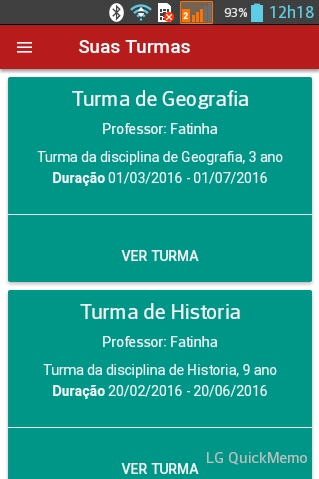 2
93% 12h18
Suas Turmas
Turma de Geografia
Professor: Fatinha
Turma da disciplina de Geografia, 3 ano
Duração 01/03/2016 - 01/07/2016
VER TURMA
Turma de Historia
Professor: Fatinha
Turma da disciplina de Historia, 9 ano
Duração 20/02/2016 - 20/06/2016
VER TURMA
LG QuickMemo